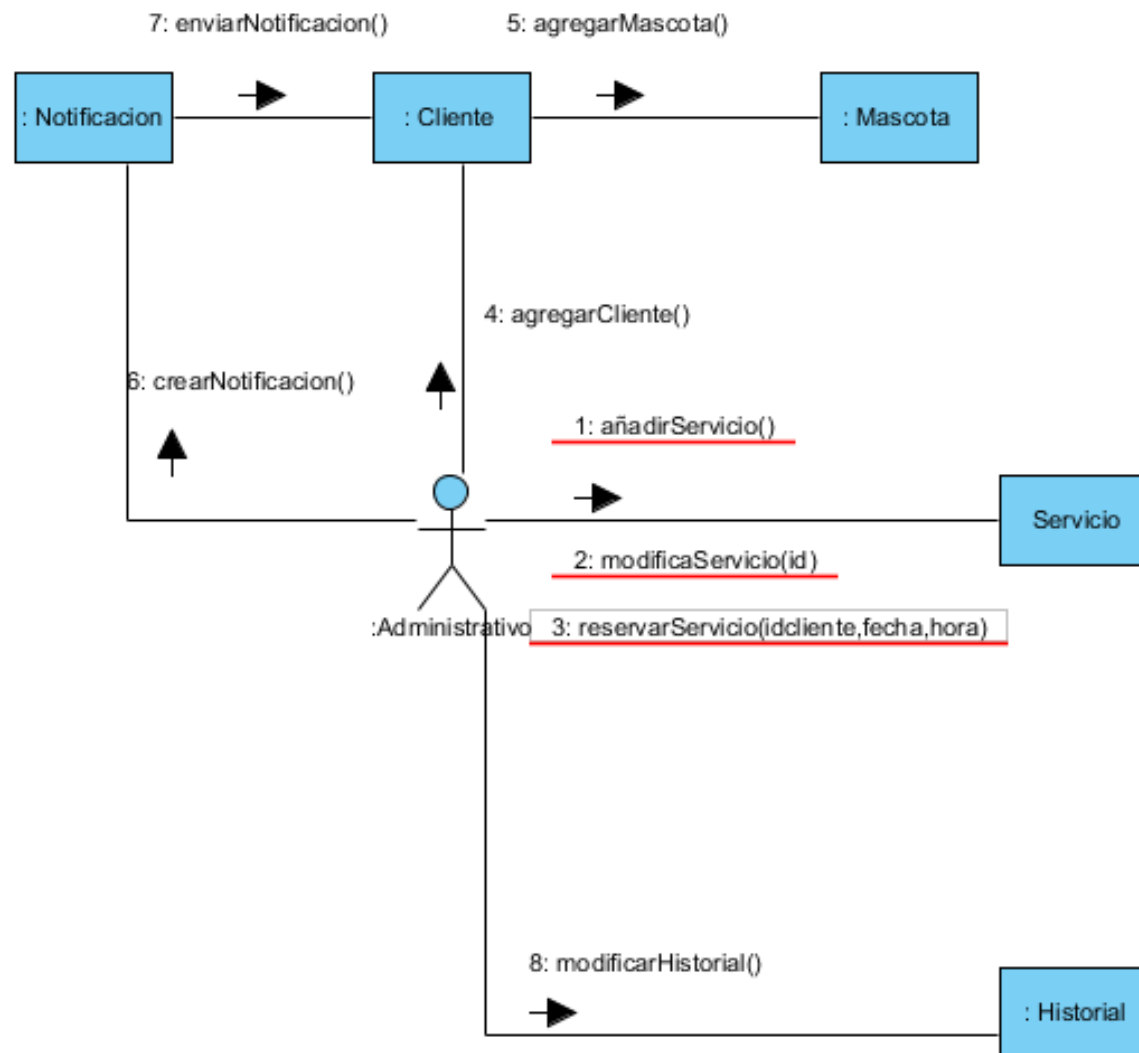 7: enviarNotificacion()
5: agregarMascota()
: Notificacion
: Cliente
: Mascota
4: agregarCliente()
6: crearNotificacion()
1: añadirServicio()
Servicio
2: modificaServicio(id)
:Administrativo
3: reservarServicio(idcliente,fecha,hora)
8: modificarHistorial()
: Historial